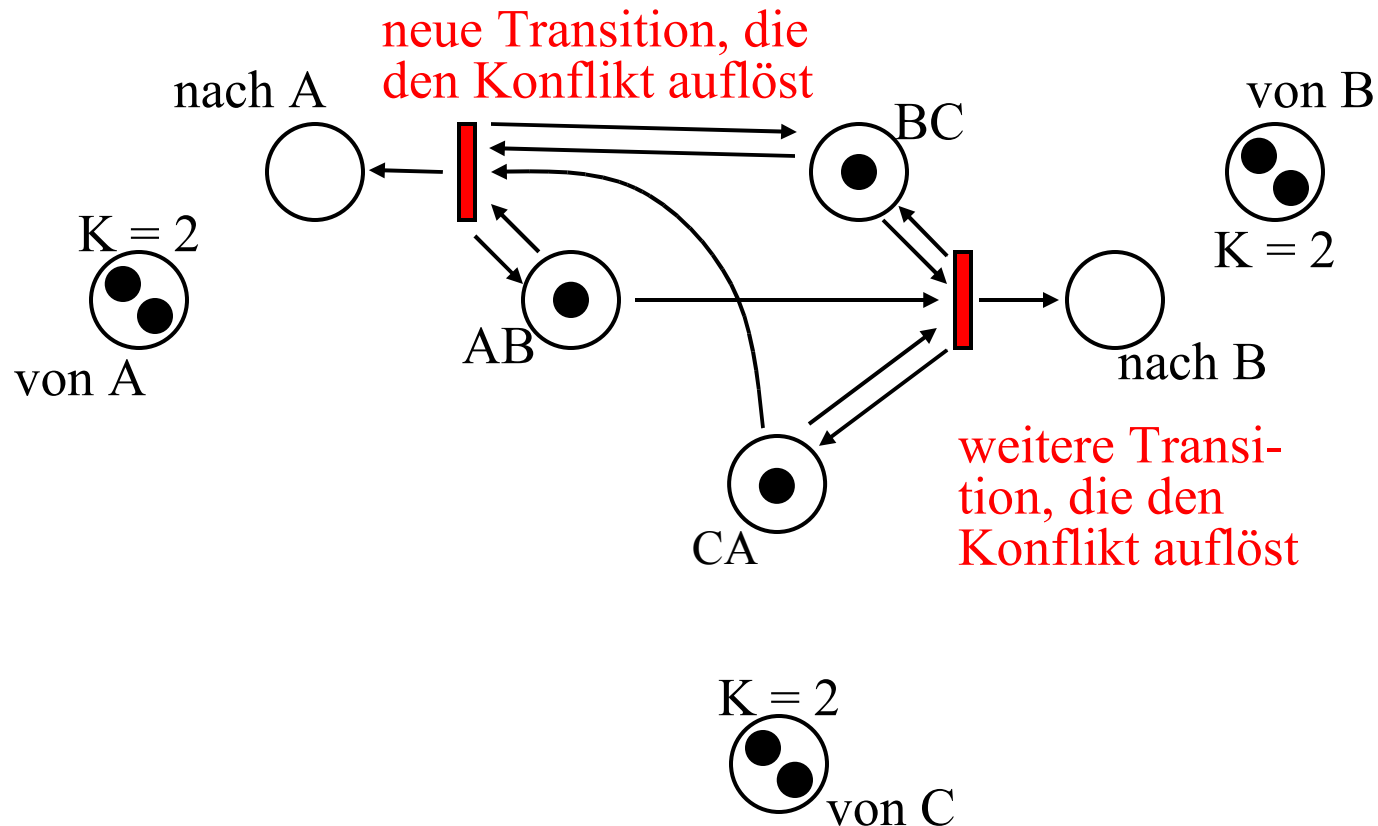 neue Transition, die
den Konflikt auflöst
nach A
von B
BC
K = 2
K = 2
AB
von A
nach B
weitere Transi-
tion, die den
Konflikt auflöst
CA
K = 2
von C